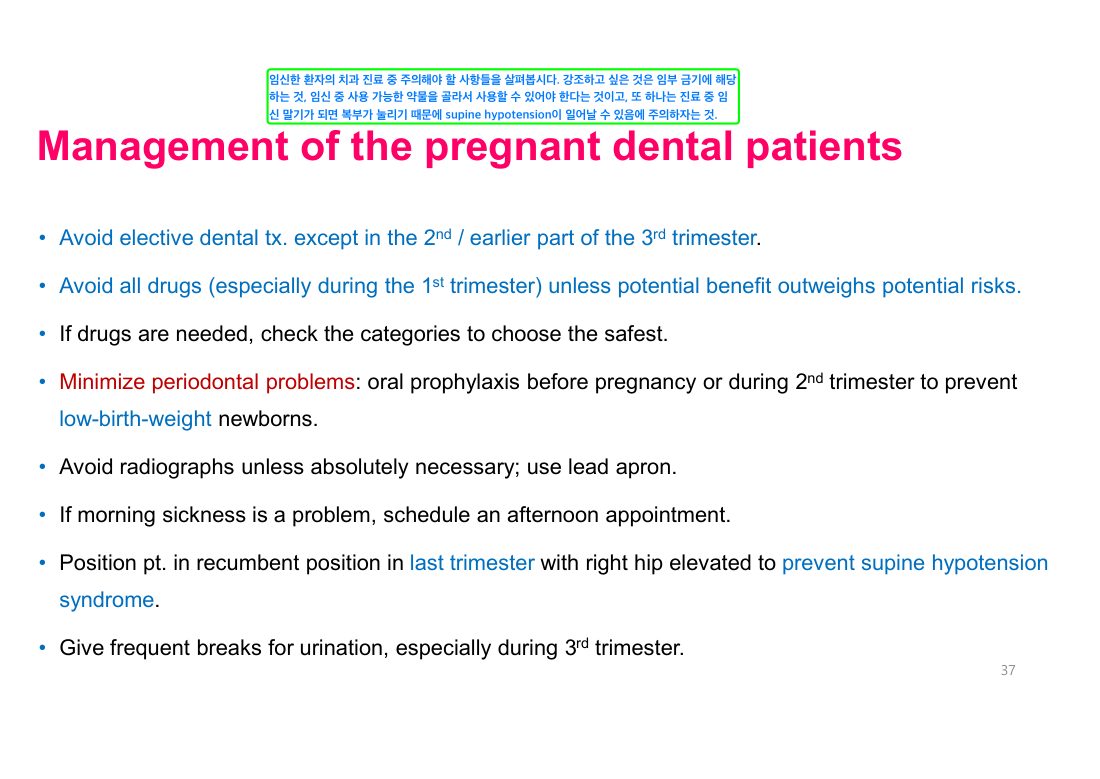 임신한 환자의 치과 진료 중 주의해야 할 사항들을 살펴봅시다. 강조하고 싶은 것은 임부 금기에 해당
하는 것, 임신 중 사용 가능한 약물을 골라서 사용할 수 있어야 한다는 것이고, 또 하나는 진료 중 임
신 말기가 되면 복부가 눌리기 때문에 supine hypotension이 일어날 수 있음에 주의하자는 것.
Management of the pregnant dental patients
• Avoid elective dental tx. except in the 2nd / earlier part of the 3rd trimester.
• Avoid all drugs (especially during the 1st trimester) unless potential benefit outweighs potential risks.
• If drugs are needed, check the categories to choose the safest.
• Minimize periodontal problems: oral prophylaxis before pregnancy or during 2nd trimester to prevent
low-birth-weight newborns.
• Avoid radiographs unless absolutely necessary; use lead apron.
• If morning sickness is a problem, schedule an afternoon appointment.
• Position pt. in recumbent position in last trimester with right hip elevated to prevent supine hypotension
syndrome.
• Give frequent breaks for urination, especially during 3rd trimester.
37